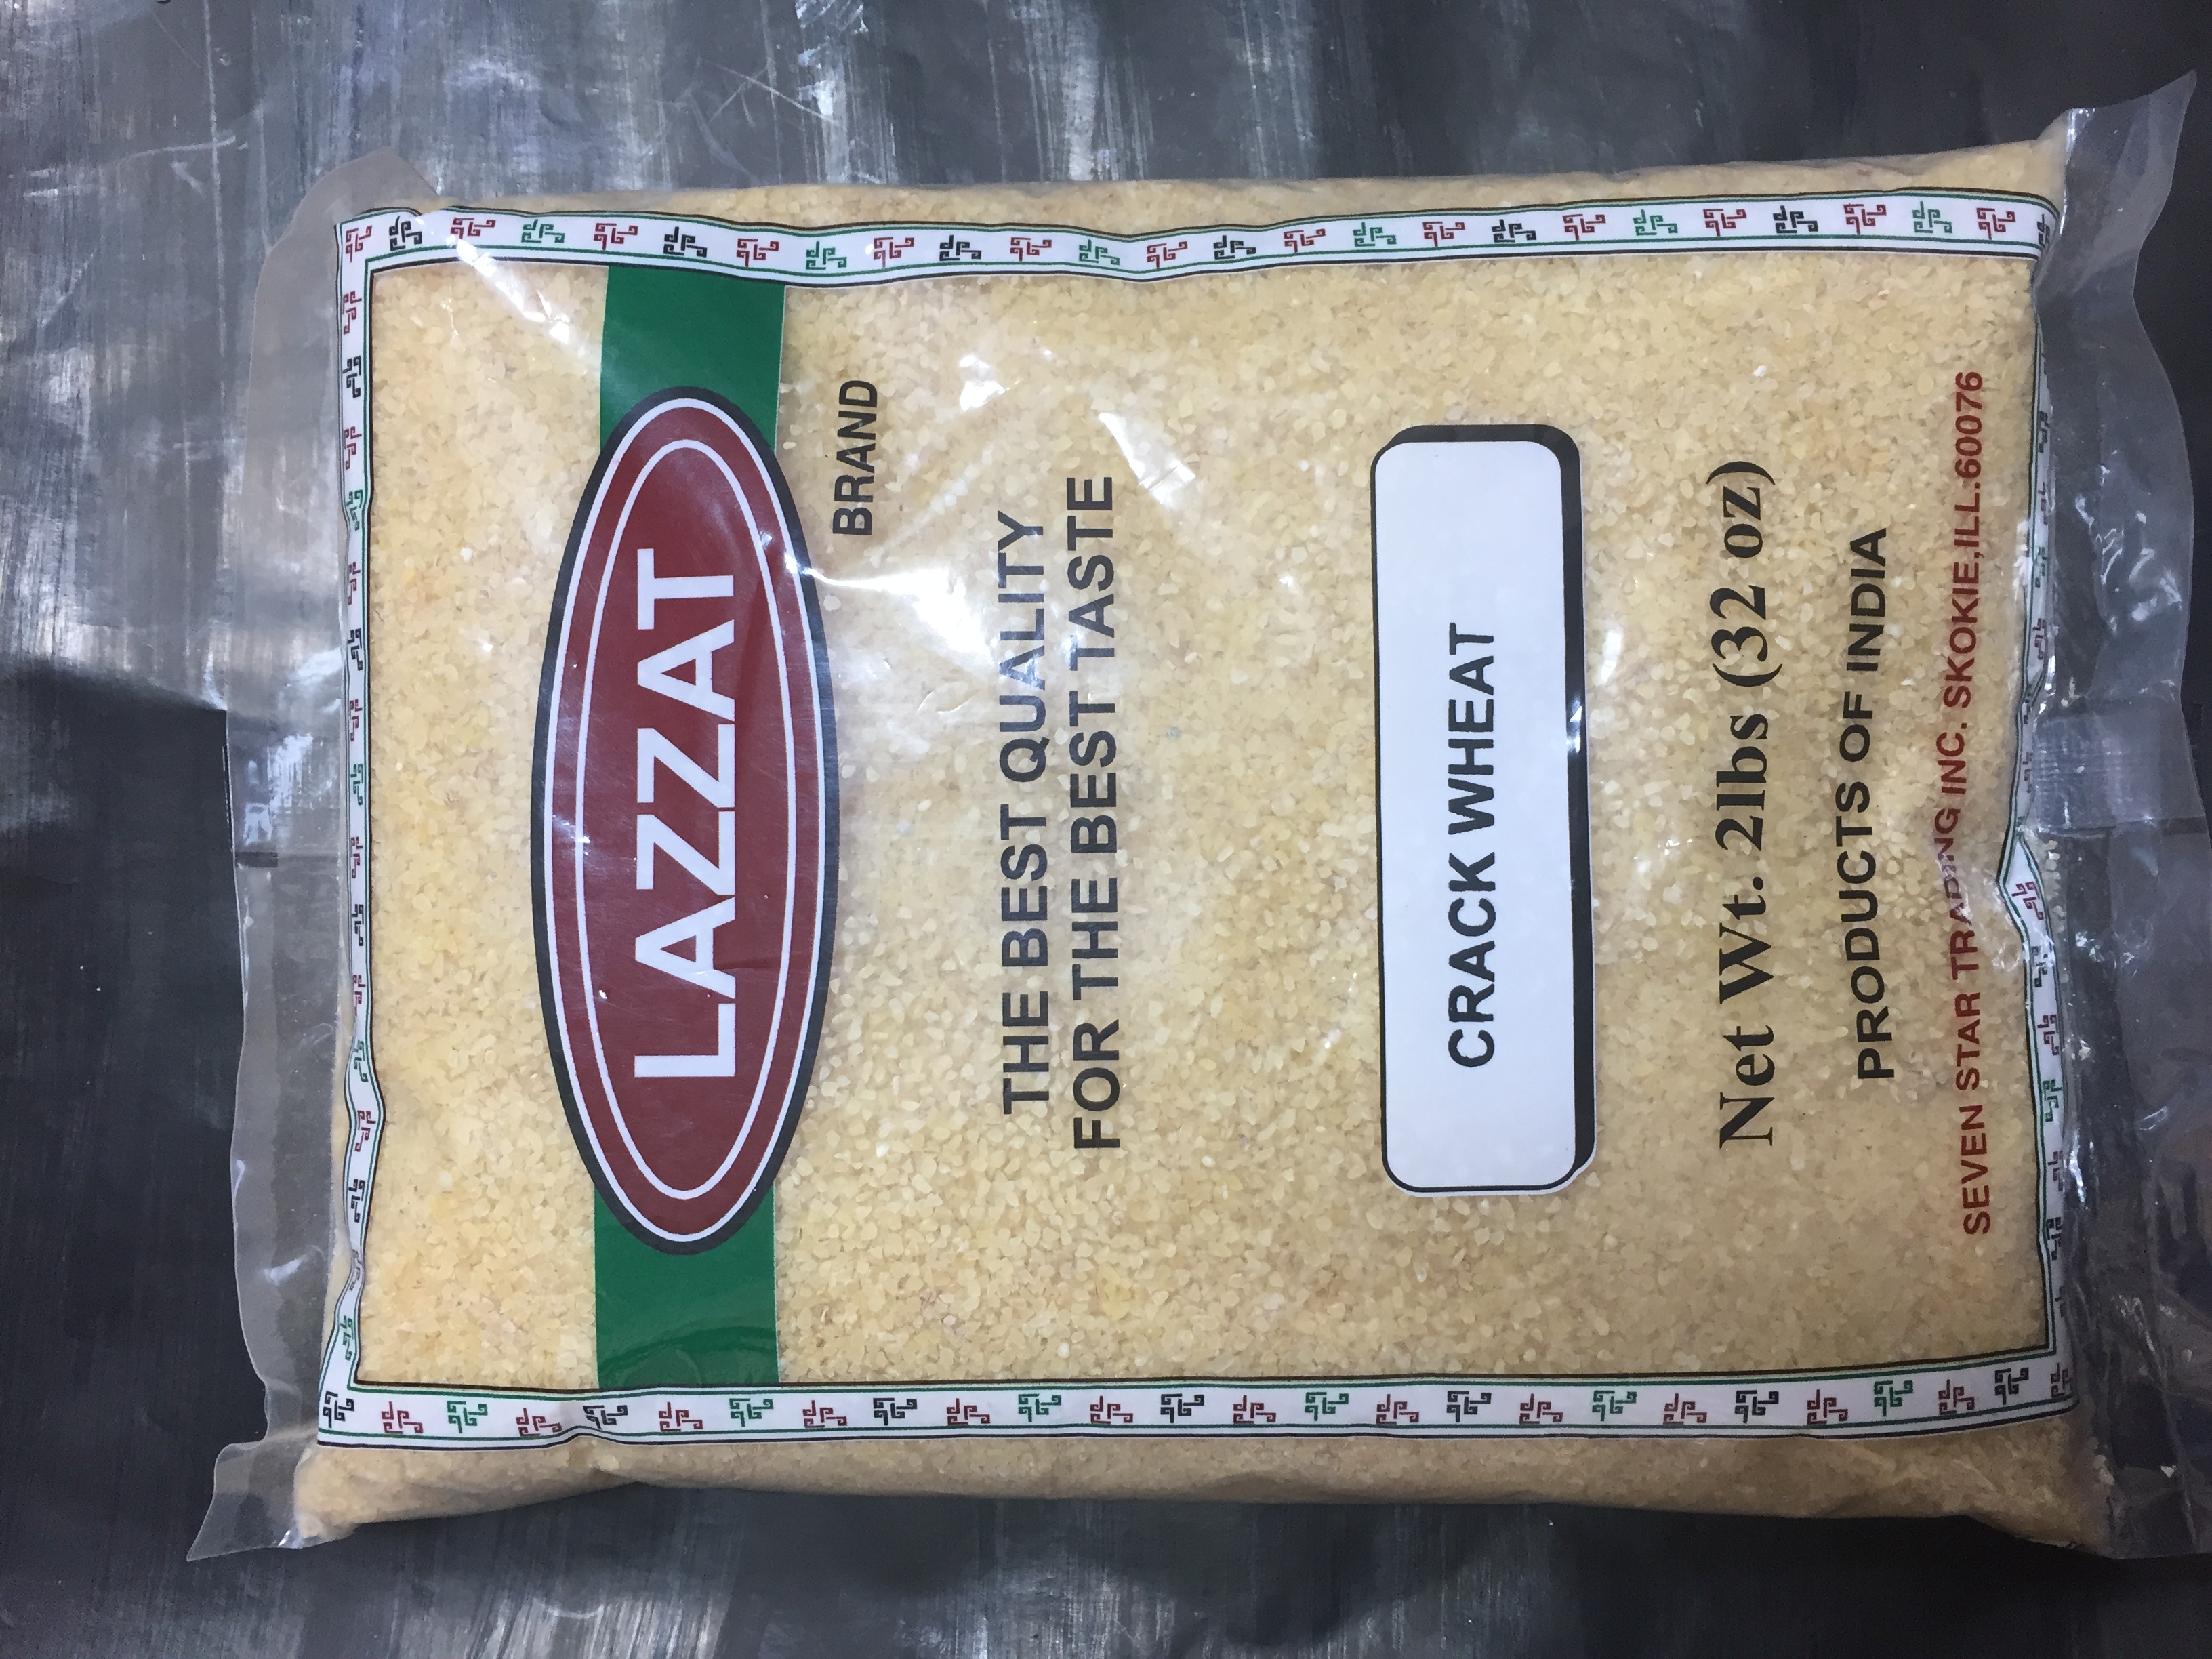 LAZZAT
BRAND
THE BEST QUALITY
FOR THE BEST TASTE
CRACK WHEAT
Net Wt. 2lbs (32 oz)
PRODUCTS OF INDIA
SEVEN STAR TRADING INC. SKOKIE,ILL.60076